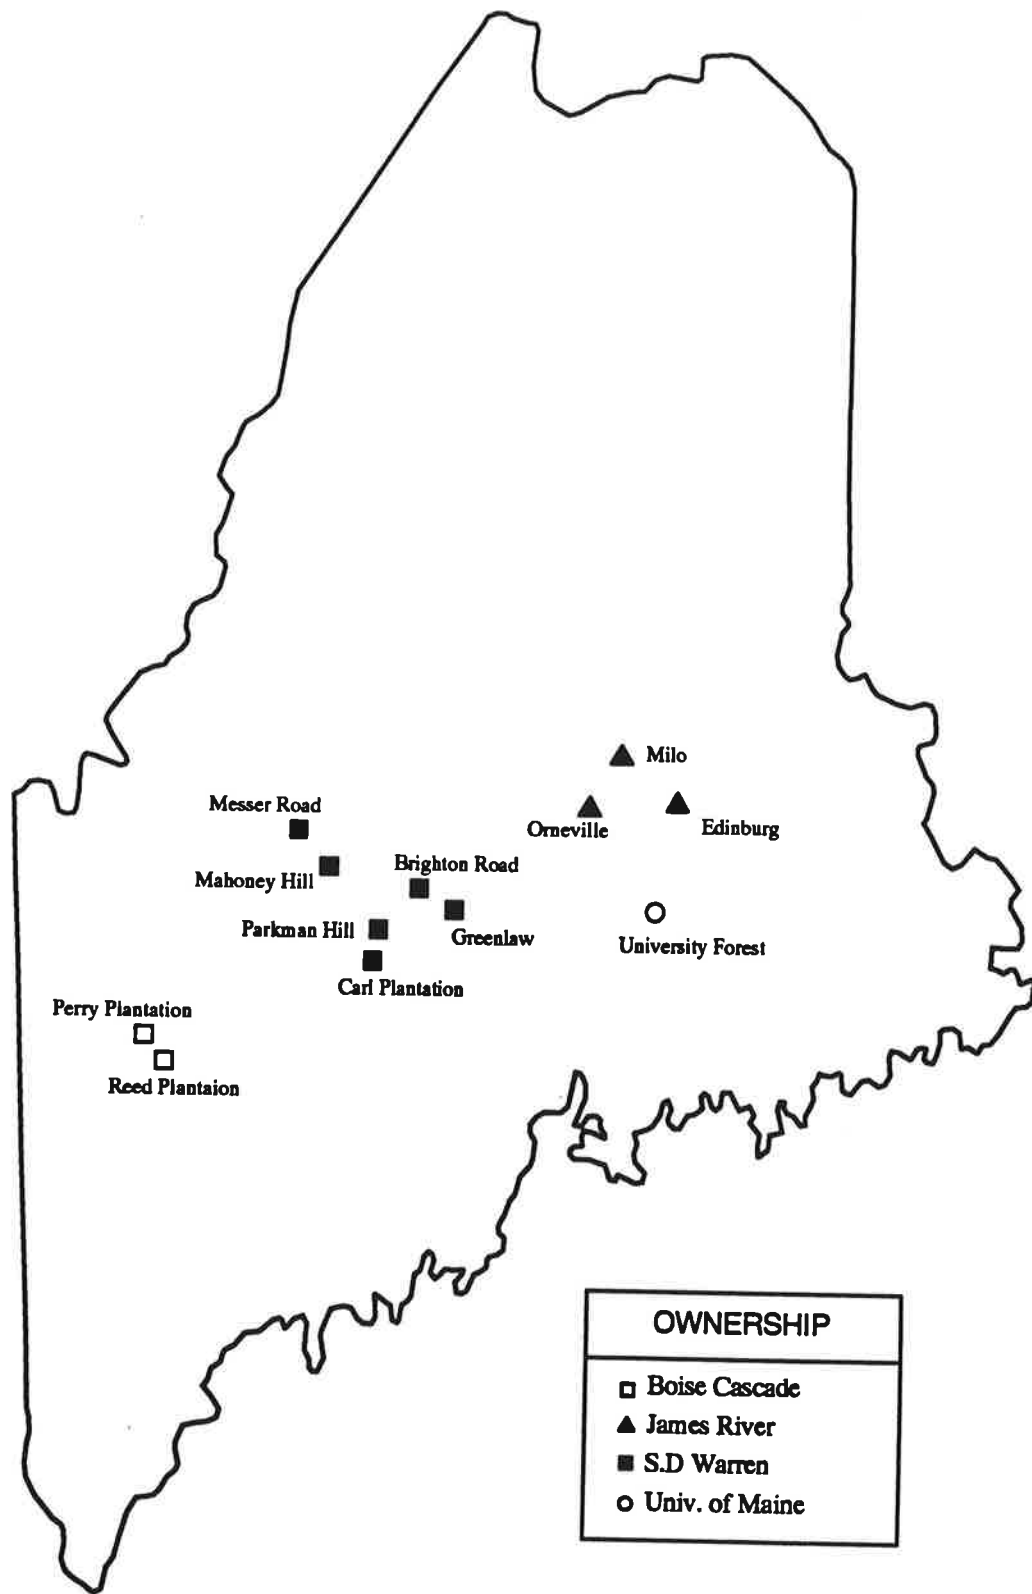 Milo
Messer Road
Orneville
Edinburg
Mahoney Hill
Brighton Road
Parkman Hill
Greenlaw
University Forest
Carl Plantation
Perry Plantation
Reed Plantaion
OWNERSHIP
Boise Cascade
James River
S.D Warren
Univ. of Maine